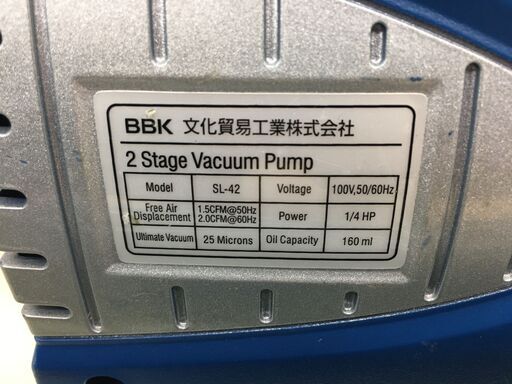 BBK 文化貿易工業株式会社
2 Stage Vacuum Pump
Model SL-42 Voltage 100V,50/60Hz
Free Air Displacement 1.5CFM@50Hz 2.0CFM@60Hz Power 1/4 HP
Ultimate Vacuum 25 Microns Oil Capacity 160 ml